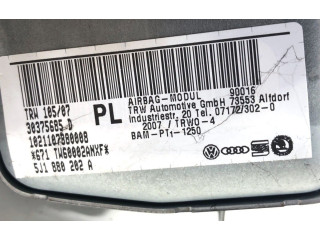 TRW 105/07
30375685 D
PL
AIRBAG-MODUL 90016
TRW Automotive GmbH 73553 Alfdorf
Industriestr. 20 Tel. 07172/302-0
2007 / TRWO-4
BAM-PT1-1250
5J1 880 202 A